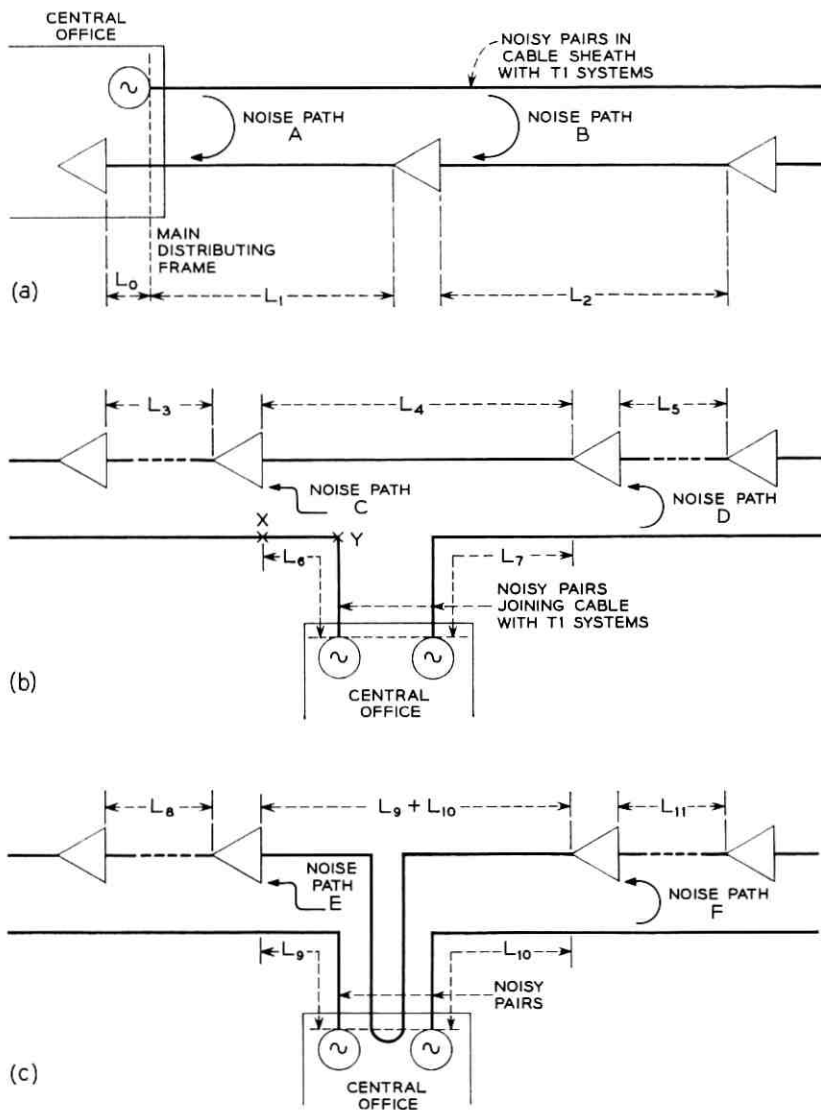 CENTRAL
OFFICE
~
NOISY PAIRS IN
CABLE SHEATH
WITH T1 SYSTEMS
NOISE PATH
A
NOISE PATH
B
MAIN
DISTRIBUTING
FRAME
L0
L1
L2
(a)
L3
L4
L5
NOISE PATH
C
NOISE PATH
D
X
Y
L6
L7
NOISY PAIRS
JOINING CABLE
WITH T1 SYSTEMS
~
~
CENTRAL
OFFICE
(b)
L8
L9 + L10
L11
NOISE
PATH
E
NOISE PATH
F
L9
L10
NOISY
PAIRS
~
~
CENTRAL
OFFICE
(c)